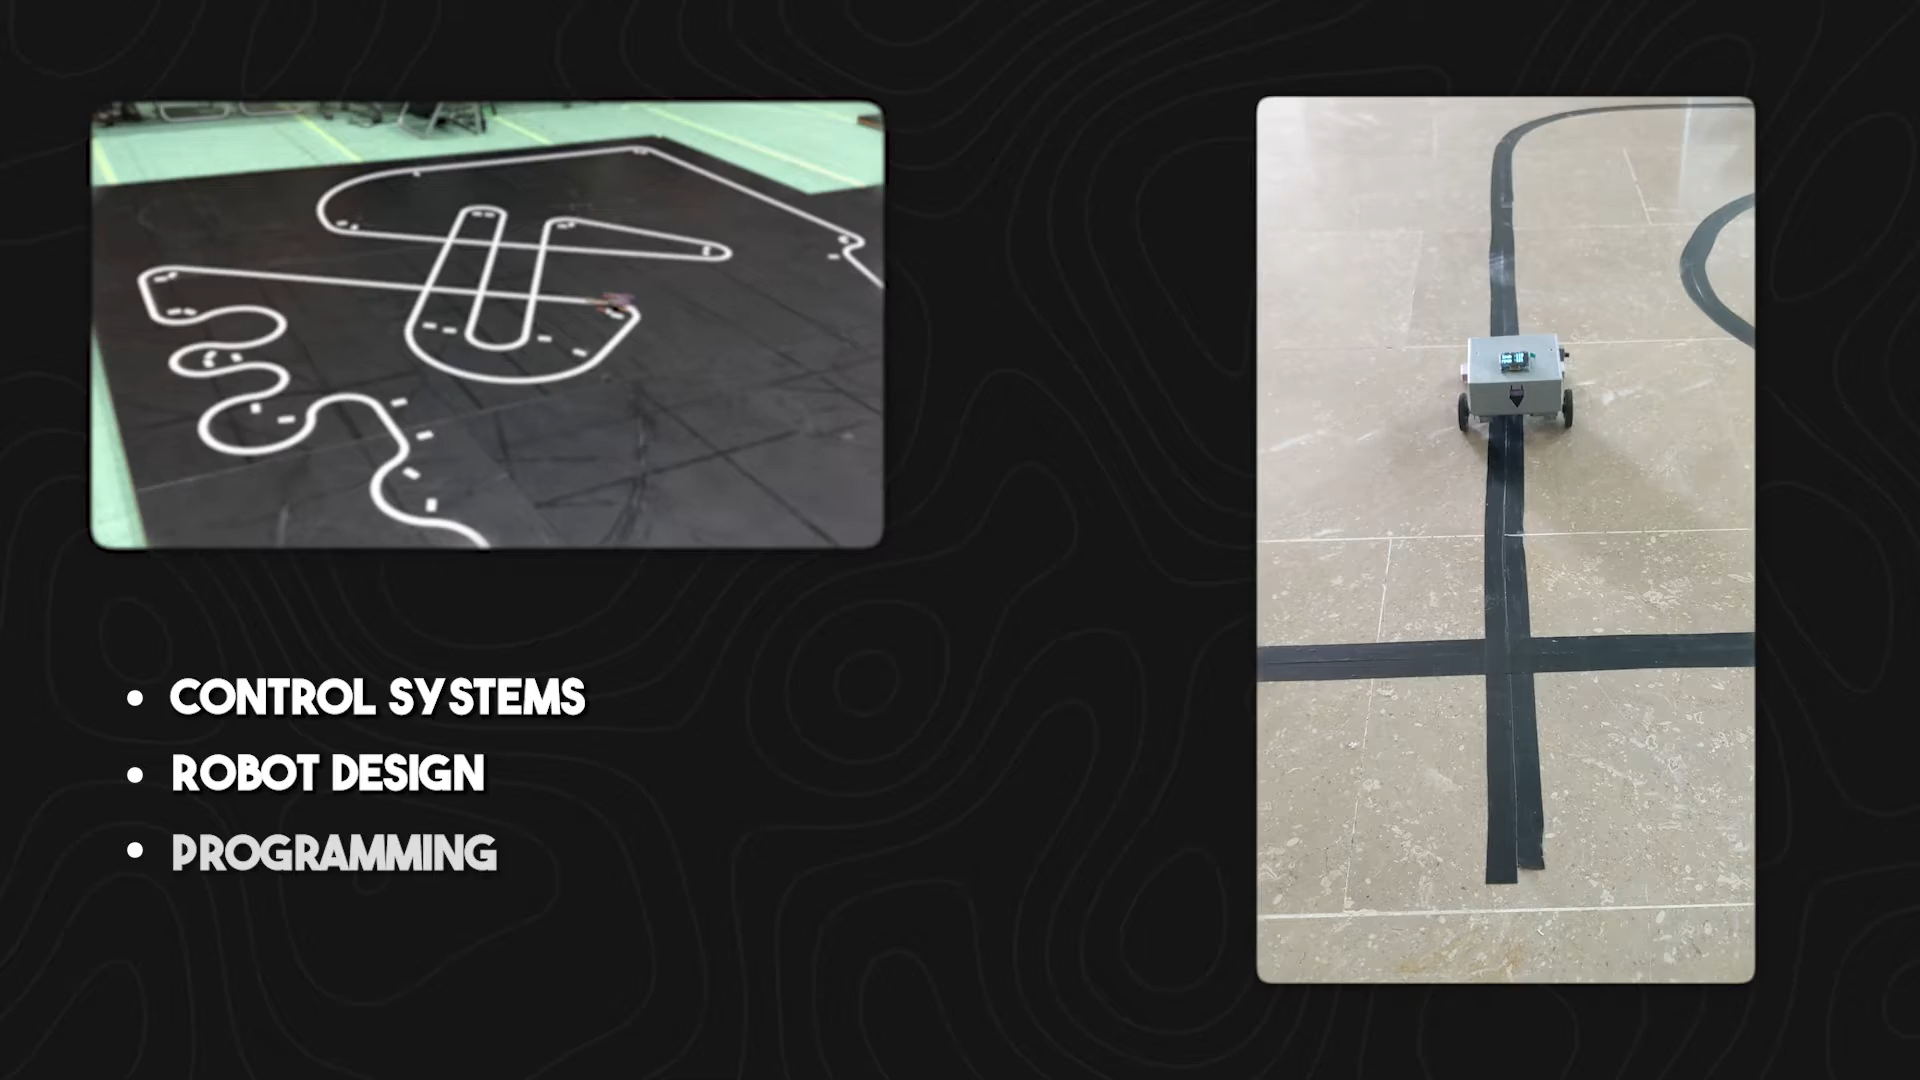 • CONTROL SYSTEMS
• ROBOT DESIGN
• PROGRAMMING